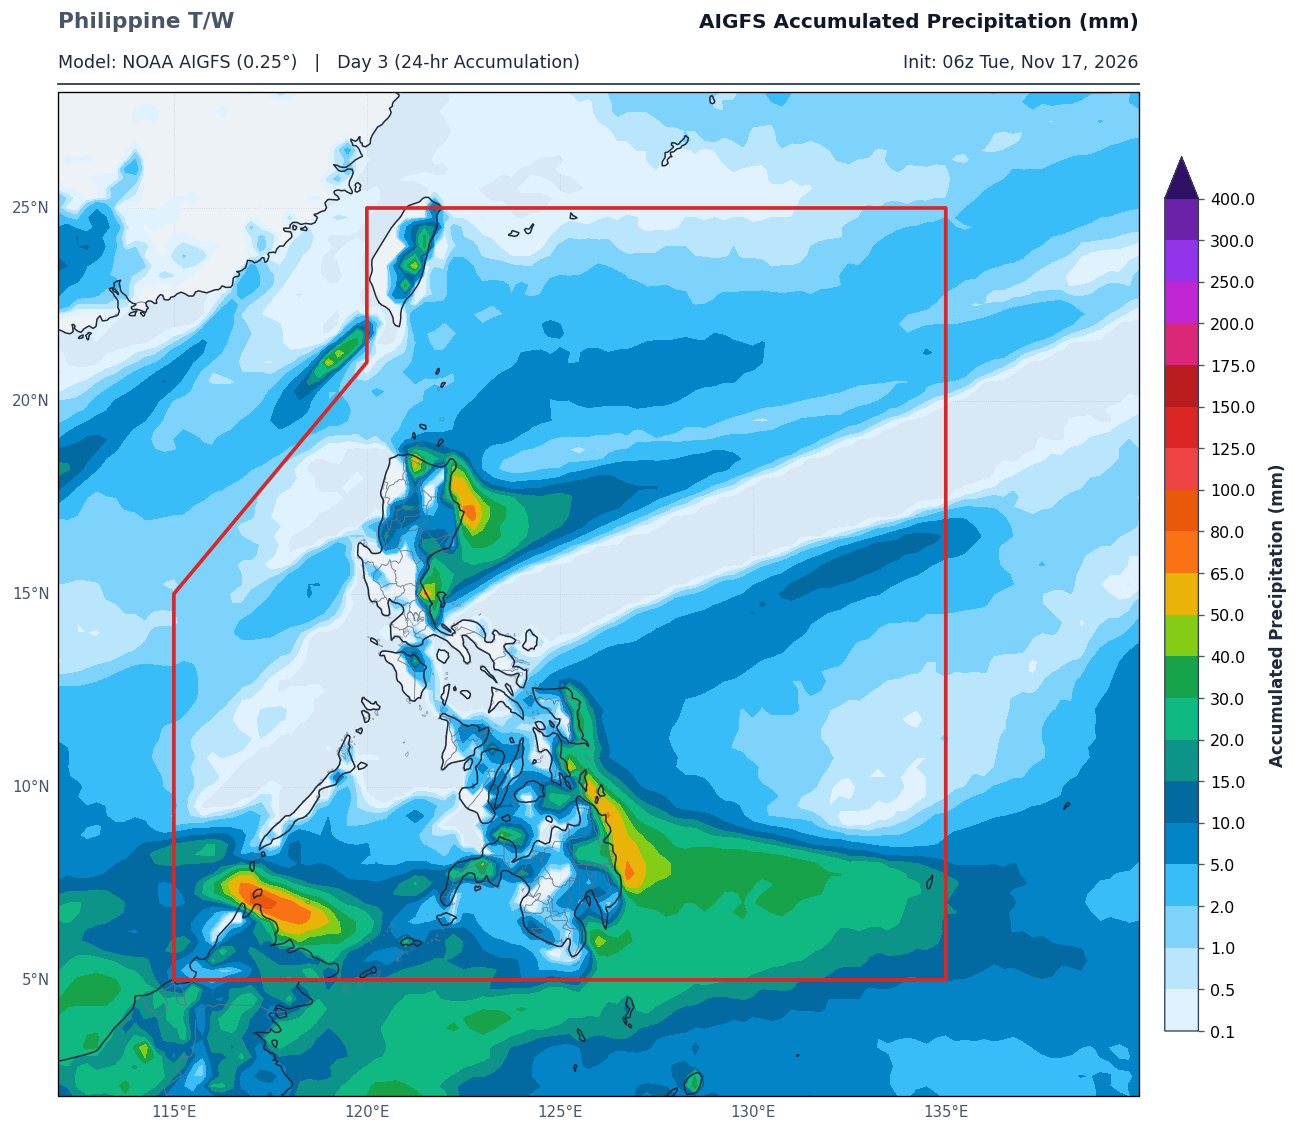 Philippine T/W
AIGFS Accumulated Precipitation (mm)
Model: NOAA AIGFS (0.25°)   |   Day 3 (24-hr Accumulation)
Init: 06z Tue, Nov 17, 2026
25°N
20°N
15°N
10°N
5°N
115°E
120°E
125°E
130°E
135°E
400.0
300.0
250.0
200.0
175.0
150.0
125.0
100.0
80.0
65.0
50.0
40.0
30.0
20.0
15.0
10.0
5.0
2.0
1.0
0.5
0.1
Accumulated Precipitation (mm)